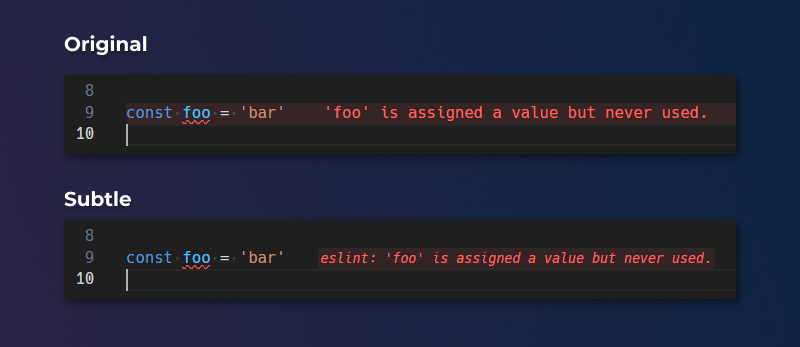 Original
8
9 const foo = 'bar' 'foo' is assigned a value but never used.
10
Subtle
8
9 const foo = 'bar' eslint: 'foo' is assigned a value but never used.
10